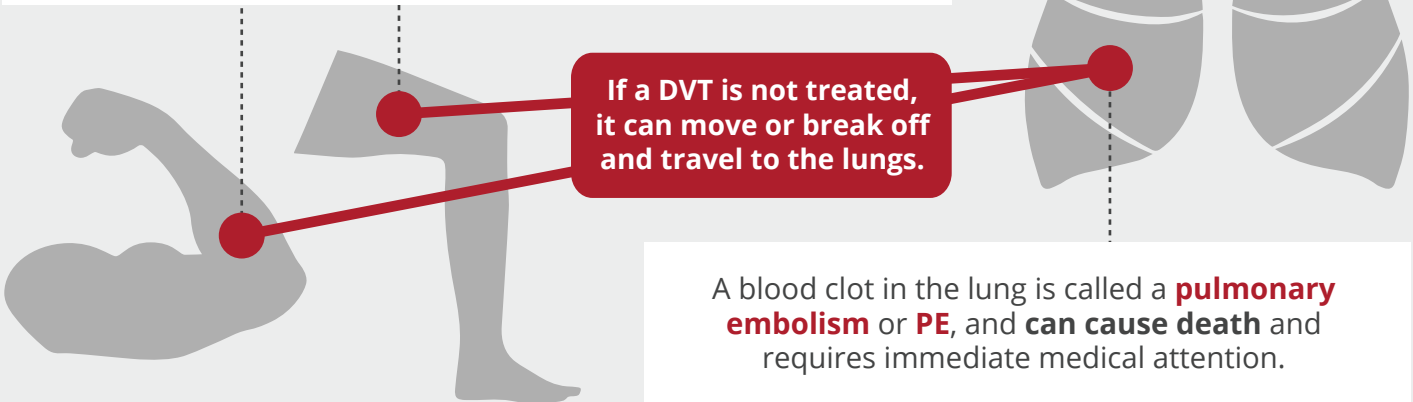 If a DVT is not treated,
it can move or break off
and travel to the lungs.
A blood clot in the lung is called a pulmonary
embolism or PE, and can cause death and
requires immediate medical attention.